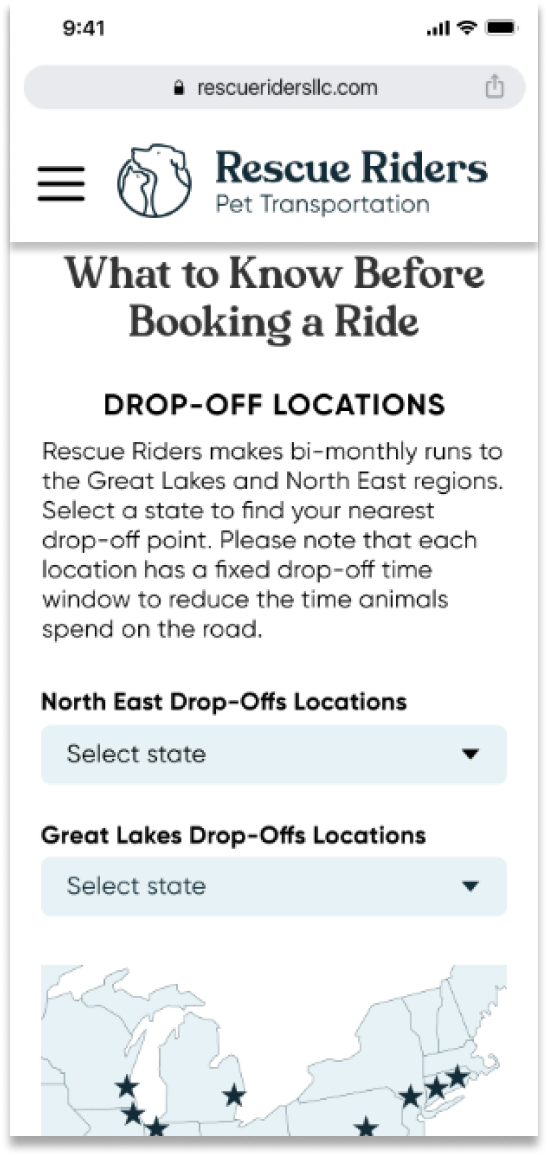 9:41
rescueridersllc.com
Rescue Riders
Pet Transportation
What to Know Before
Booking a Ride
DROP-OFF LOCATIONS
Rescue Riders makes bi-monthly runs to
the Great Lakes and North East regions.
Select a state to find your nearest
drop-off point. Please note that each
location has a fixed drop-off time
window to reduce the time animals
spend on the road.
North East Drop-Offs Locations
Select state
Great Lakes Drop-Offs Locations
Select state